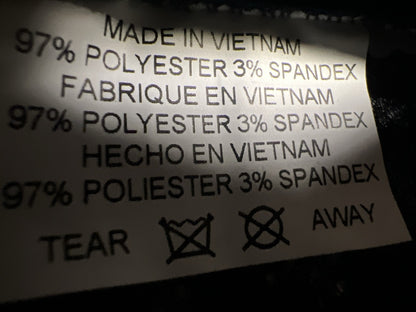 MADE IN VIETNAM
97% POLYESTER 3% SPANDEX
FABRIQUE EN VIETNAM
97% POLYESTER 3% SPANDEX
HECHO EN VIETNAM
97% POLIESTER 3% SPANDEX
TEAR AWAY